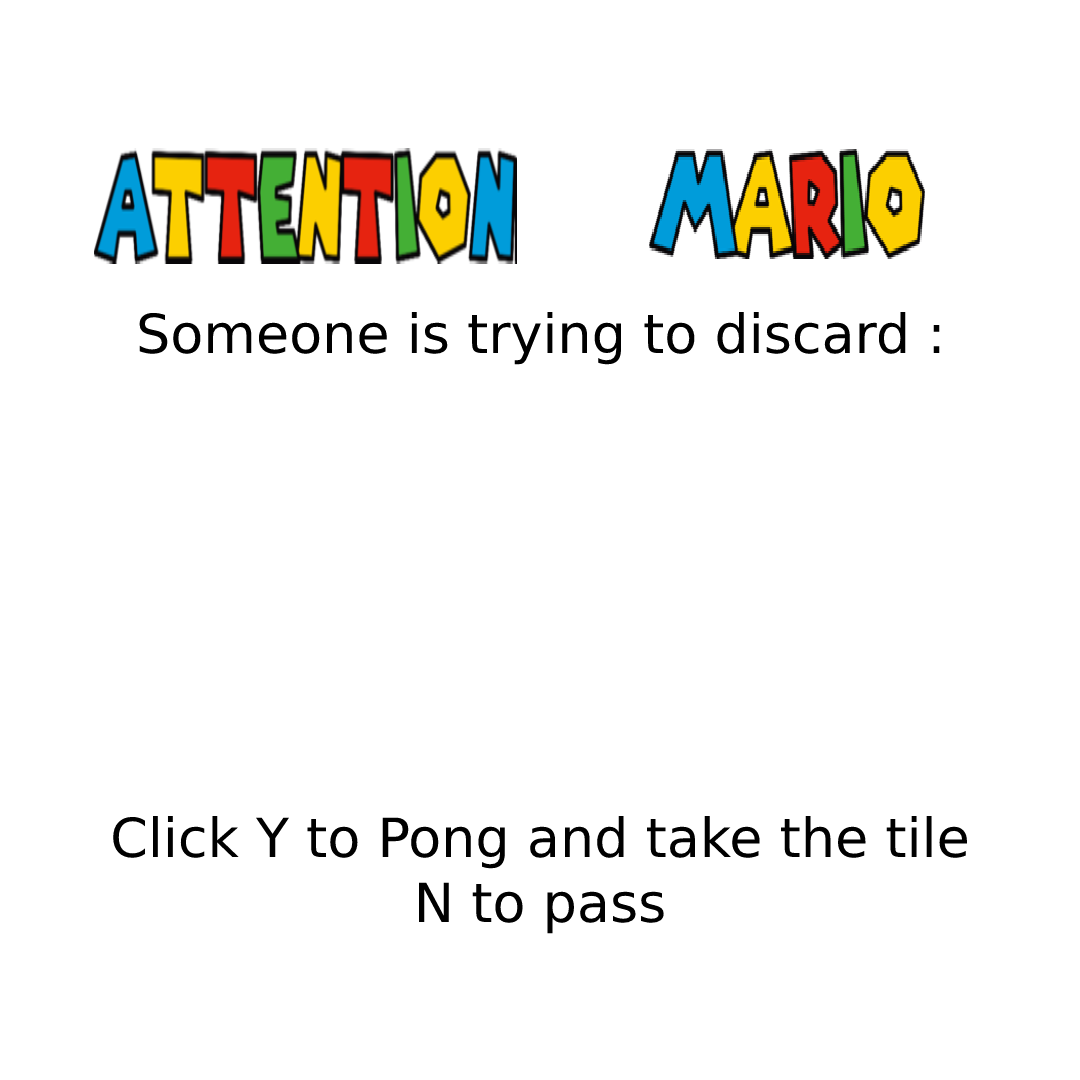 ATTENTION MARIO
Someone is trying to discard :
Click Y to Pong and take the tile
N to pass